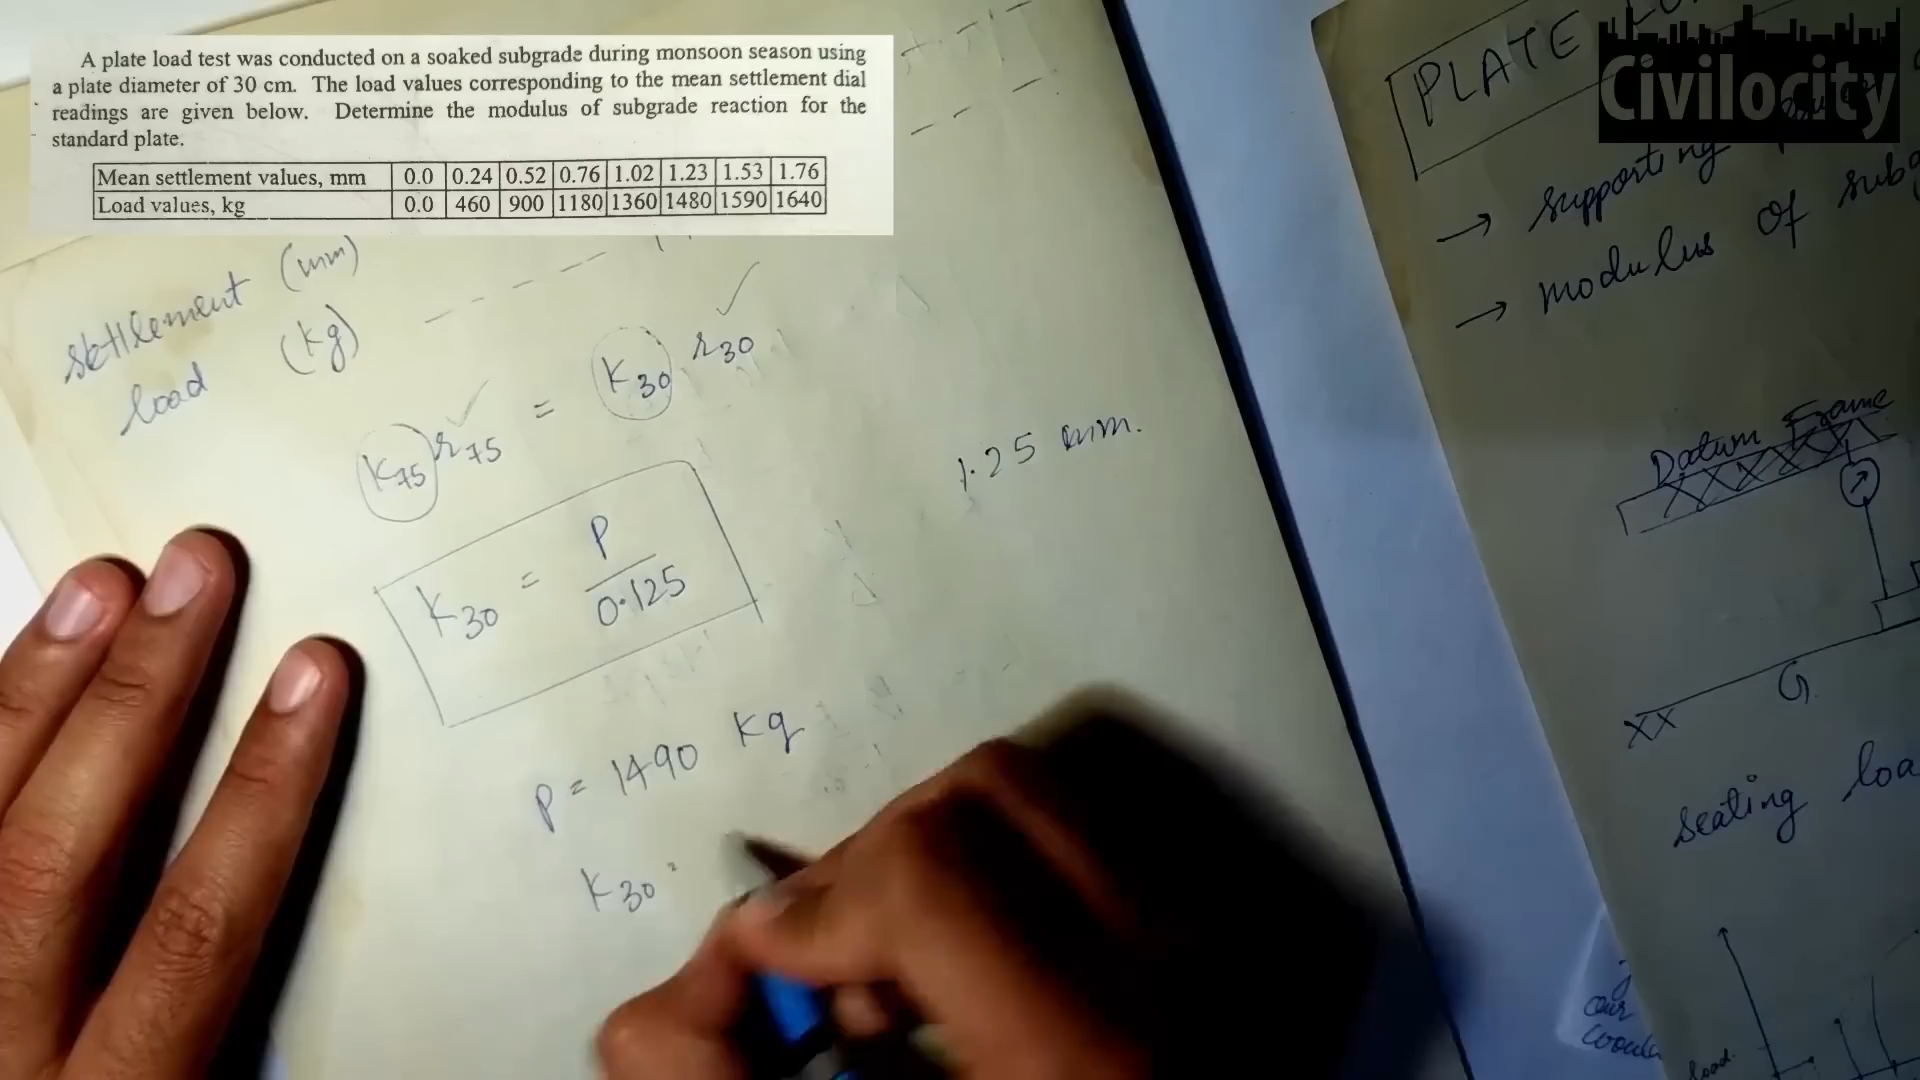 A plate load test was conducted on a soaked subgrade during monsoon season using
a plate diameter of 30 cm. The load values corresponding to the mean settlement dial
readings are given below. Determine the modulus of subgrade reaction for the
standard plate.
Mean settlement values, mm 0.0 0.24 0.52 0.76 1.02 1.23 1.53 1.76
Load values, kg 0.0 460 900 1180 1360 1480 1590 1640
settlement (mm)
load (kg)
K75 r75 = K30 r30
1.25 mm.
K30 = P / 0.125
P = 1490 kg
K30
PLATE
Civilocity
→ supporting
→ modulus of subg
Datum Frame
G
XX
seating loa
our
load